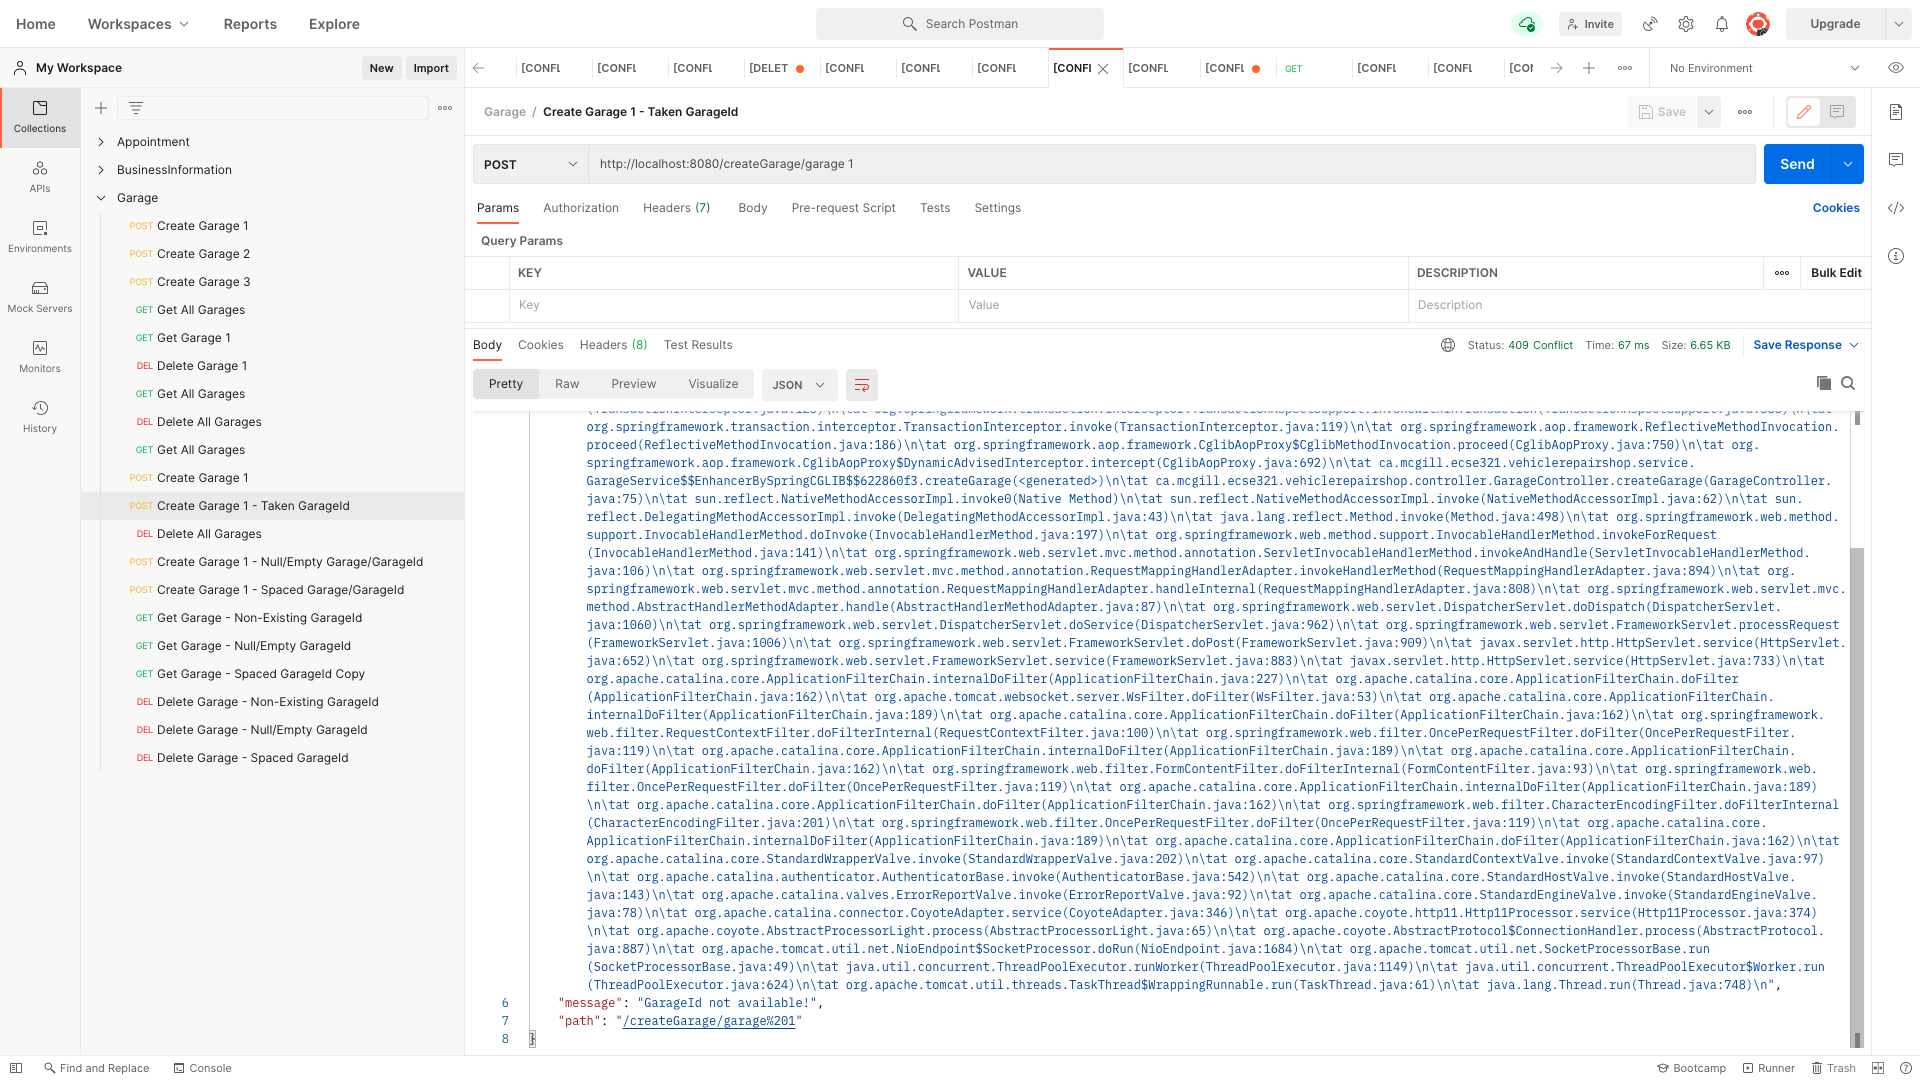 Home
Workspaces
Reports
Explore
Search Postman
Invite
Upgrade
My Workspace
New
Import
[CONFL
[CONFL
[CONFL
[DELET
[CONFL
[CONFL
[CONFL
[CONFI
[CONFL
[CONFL
GET
[CONFL
[CONFL
[CON
No Environment
Collections
APIs
Environments
Mock Servers
Monitors
History
Appointment
BusinessInformation
Garage
POST Create Garage 1
POST Create Garage 2
POST Create Garage 3
GET Get All Garages
GET Get Garage 1
DEL Delete Garage 1
GET Get All Garages
DEL Delete All Garages
GET Get All Garages
POST Create Garage 1
POST Create Garage 1 - Taken GarageId
DEL Delete All Garages
POST Create Garage 1 - Null/Empty Garage/GarageId
POST Create Garage 1 - Spaced Garage/GarageId
GET Get Garage - Non-Existing GarageId
GET Get Garage - Null/Empty GarageId
GET Get Garage - Spaced GarageId Copy
DEL Delete Garage - Non-Existing GarageId
DEL Delete Garage - Null/Empty GarageId
DEL Delete Garage - Spaced GarageId
Garage / Create Garage 1 - Taken GarageId
Save
POST
http://localhost:8080/createGarage/garage 1
Send
Params
Authorization
Headers (7)
Body
Pre-request Script
Tests
Settings
Cookies
Query Params
KEY
VALUE
DESCRIPTION
Bulk Edit
Key
Value
Description
Body
Cookies
Headers (8)
Test Results
Status: 409 Conflict
Time: 67 ms
Size: 6.65 KB
Save Response
Pretty
Raw
Preview
Visualize
JSON
org.springframework.transaction.interceptor.TransactionInterceptor.invoke(TransactionInterceptor.java:119)\n\tat org.springframework.aop.framework.ReflectiveMethodInvocation.
proceed(ReflectiveMethodInvocation.java:186)\n\tat org.springframework.aop.framework.CglibAopProxy$CglibMethodInvocation.proceed(CglibAopProxy.java:750)\n\tat org.
springframework.aop.framework.CglibAopProxy$DynamicAdvisedInterceptor.intercept(CglibAopProxy.java:692)\n\tat ca.mcgill.ecse321.vehiclerepairshop.service.
GarageService$$EnhancerBySpringCGLIB$$622860f3.createGarage(<generated>)\n\tat ca.mcgill.ecse321.vehiclerepairshop.controller.GarageController.createGarage(GarageController.
java:75)\n\tat sun.reflect.NativeMethodAccessorImpl.invoke0(Native Method)\n\tat sun.reflect.NativeMethodAccessorImpl.invoke(NativeMethodAccessorImpl.java:62)\n\tat sun.
reflect.DelegatingMethodAccessorImpl.invoke(DelegatingMethodAccessorImpl.java:43)\n\tat java.lang.reflect.Method.invoke(Method.java:498)\n\tat org.springframework.web.method.
support.InvocableHandlerMethod.doInvoke(InvocableHandlerMethod.java:197)\n\tat org.springframework.web.method.support.InvocableHandlerMethod.invokeForRequest
(InvocableHandlerMethod.java:141)\n\tat org.springframework.web.servlet.mvc.method.annotation.ServletInvocableHandlerMethod.invokeAndHandle(ServletInvocableHandlerMethod.
java:106)\n\tat org.springframework.web.servlet.mvc.method.annotation.RequestMappingHandlerAdapter.invokeHandlerMethod(RequestMappingHandlerAdapter.java:894)\n\tat org.
springframework.web.servlet.mvc.method.annotation.RequestMappingHandlerAdapter.handleInternal(RequestMappingHandlerAdapter.java:808)\n\tat org.springframework.web.servlet.mvc.
method.AbstractHandlerMethodAdapter.handle(AbstractHandlerMethodAdapter.java:87)\n\tat org.springframework.web.servlet.DispatcherServlet.doDispatch(DispatcherServlet.
java:1060)\n\tat org.springframework.web.servlet.DispatcherServlet.doService(DispatcherServlet.java:962)\n\tat org.springframework.web.servlet.FrameworkServlet.processRequest
(FrameworkServlet.java:1006)\n\tat org.springframework.web.servlet.FrameworkServlet.doPost(FrameworkServlet.java:909)\n\tat javax.servlet.http.HttpServlet.service(HttpServlet.
java:652)\n\tat org.springframework.web.servlet.FrameworkServlet.service(FrameworkServlet.java:883)\n\tat javax.servlet.http.HttpServlet.service(HttpServlet.java:733)\n\tat
org.apache.catalina.core.ApplicationFilterChain.internalDoFilter(ApplicationFilterChain.java:227)\n\tat org.apache.catalina.core.ApplicationFilterChain.doFilter
(ApplicationFilterChain.java:162)\n\tat org.apache.tomcat.websocket.server.WsFilter.doFilter(WsFilter.java:53)\n\tat org.apache.catalina.core.ApplicationFilterChain.
internalDoFilter(ApplicationFilterChain.java:189)\n\tat org.apache.catalina.core.ApplicationFilterChain.doFilter(ApplicationFilterChain.java:162)\n\tat org.springframework.
web.filter.RequestContextFilter.doFilterInternal(RequestContextFilter.java:100)\n\tat org.springframework.web.filter.OncePerRequestFilter.doFilter(OncePerRequestFilter.
java:119)\n\tat org.apache.catalina.core.ApplicationFilterChain.internalDoFilter(ApplicationFilterChain.java:189)\n\tat org.apache.catalina.core.ApplicationFilterChain.
doFilter(ApplicationFilterChain.java:162)\n\tat org.springframework.web.filter.FormContentFilter.doFilterInternal(FormContentFilter.java:93)\n\tat org.springframework.web.
filter.OncePerRequestFilter.doFilter(OncePerRequestFilter.java:119)\n\tat org.apache.catalina.core.ApplicationFilterChain.internalDoFilter(ApplicationFilterChain.java:189)
\n\tat org.apache.catalina.core.ApplicationFilterChain.doFilter(ApplicationFilterChain.java:162)\n\tat org.springframework.web.filter.CharacterEncodingFilter.doFilterInternal
(CharacterEncodingFilter.java:201)\n\tat org.springframework.web.filter.OncePerRequestFilter.doFilter(OncePerRequestFilter.java:119)\n\tat org.apache.catalina.core.
ApplicationFilterChain.internalDoFilter(ApplicationFilterChain.java:189)\n\tat org.apache.catalina.core.ApplicationFilterChain.doFilter(ApplicationFilterChain.java:162)\n\tat
org.apache.catalina.core.StandardWrapperValve.invoke(StandardWrapperValve.java:202)\n\tat org.apache.catalina.core.StandardContextValve.invoke(StandardContextValve.java:97)
\n\tat org.apache.catalina.authenticator.AuthenticatorBase.invoke(AuthenticatorBase.java:542)\n\tat org.apache.catalina.core.StandardHostValve.invoke(StandardHostValve.
java:143)\n\tat org.apache.catalina.valves.ErrorReportValve.invoke(ErrorReportValve.java:92)\n\tat org.apache.catalina.core.StandardEngineValve.invoke(StandardEngineValve.
java:78)\n\tat org.apache.catalina.connector.CoyoteAdapter.service(CoyoteAdapter.java:346)\n\tat org.apache.coyote.http11.Http11Processor.service(Http11Processor.java:374)
\n\tat org.apache.coyote.AbstractProcessorLight.process(AbstractProcessorLight.java:65)\n\tat org.apache.coyote.AbstractProtocol$ConnectionHandler.process(AbstractProtocol.
java:887)\n\tat org.apache.tomcat.util.net.NioEndpoint$SocketProcessor.doRun(NioEndpoint.java:1684)\n\tat org.apache.tomcat.util.net.SocketProcessorBase.run
(SocketProcessorBase.java:49)\n\tat java.util.concurrent.ThreadPoolExecutor.runWorker(ThreadPoolExecutor.java:1149)\n\tat java.util.concurrent.ThreadPoolExecutor$Worker.run
(ThreadPoolExecutor.java:624)\n\tat org.apache.tomcat.util.threads.TaskThread$WrappingRunnable.run(TaskThread.java:61)\n\tat java.lang.Thread.run(Thread.java:748)\n",
6 "message": "GarageId not available!",
7 "path": "/createGarage/garage%201"
8 }
Find and Replace
Console
Bootcamp
Runner
Trash